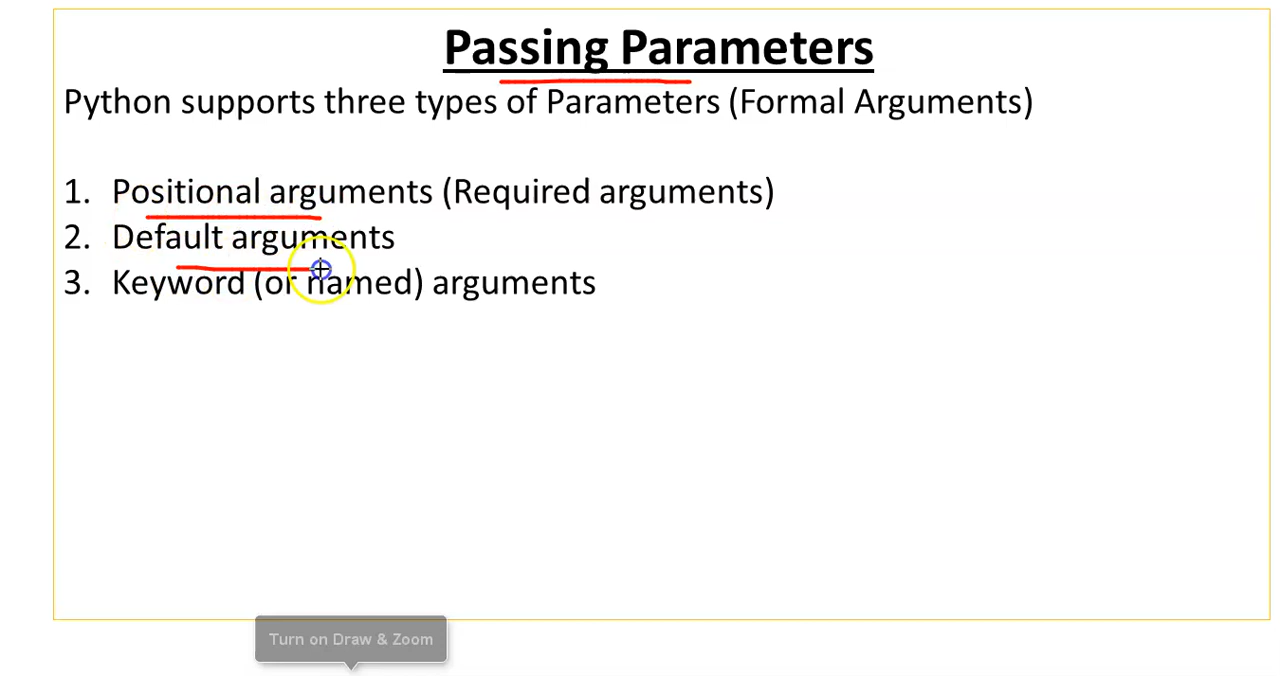 Passing Parameters
Python supports three types of Parameters (Formal Arguments)
1. Positional arguments (Required arguments)
2. Default arguments
3. Keyword (or named) arguments
Turn on Draw & Zoom